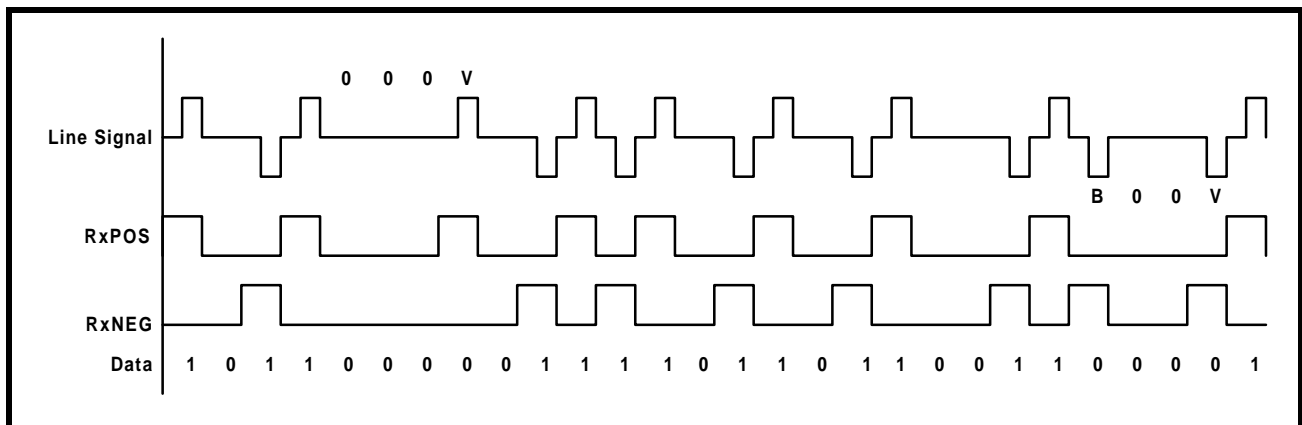 0 0 0 V
Line Signal
B 0 0 V
RxPOS
RxNEG
Data 1 0 1 1 0 0 0 0 0 1 1 1 1 0 1 1 0 1 1 0 0 1 1 0 0 0 0 1